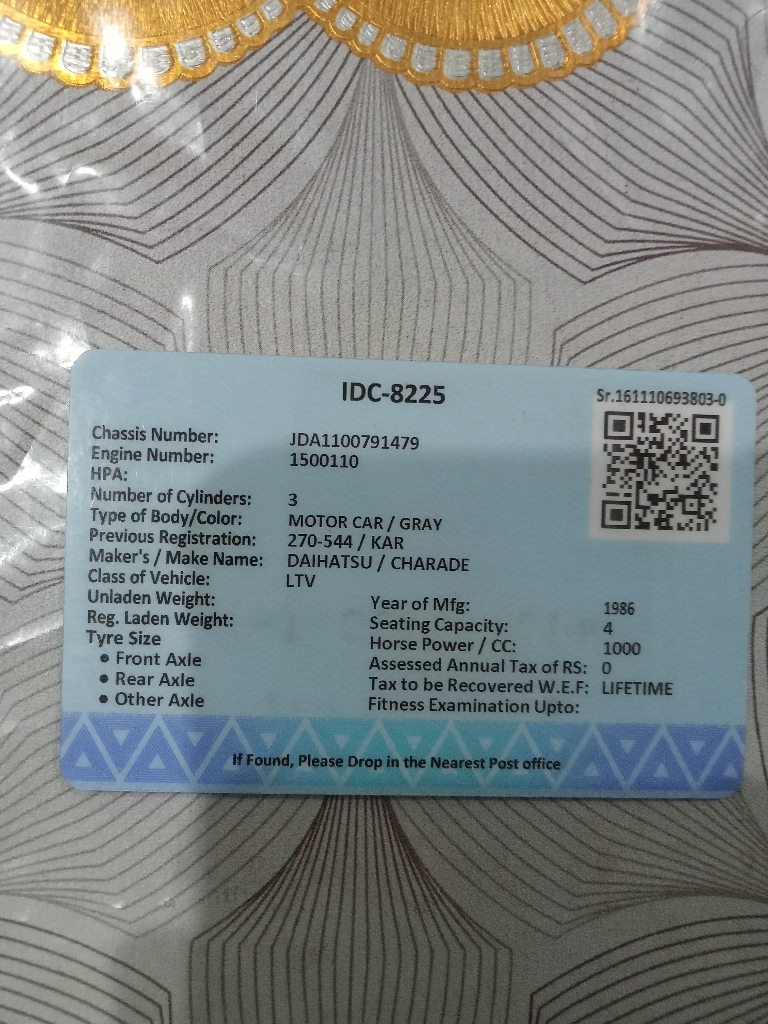 IDC-8225
Sr.161110693803-0
Chassis Number: JDA1100791479
Engine Number: 1500110
HPA:
Number of Cylinders: 3
Type of Body/Color: MOTOR CAR / GRAY
Previous Registration: 270-544 / KAR
Maker's / Make Name: DAIHATSU / CHARADE
Class of Vehicle: LTV
Unladen Weight:
Reg. Laden Weight:
Tyre Size
• Front Axle
• Rear Axle
• Other Axle
Year of Mfg: 1986
Seating Capacity: 4
Horse Power / CC: 1000
Assessed Annual Tax of RS: 0
Tax to be Recovered W.E.F: LIFETIME
Fitness Examination Upto:
If Found, Please Drop in the Nearest Post office